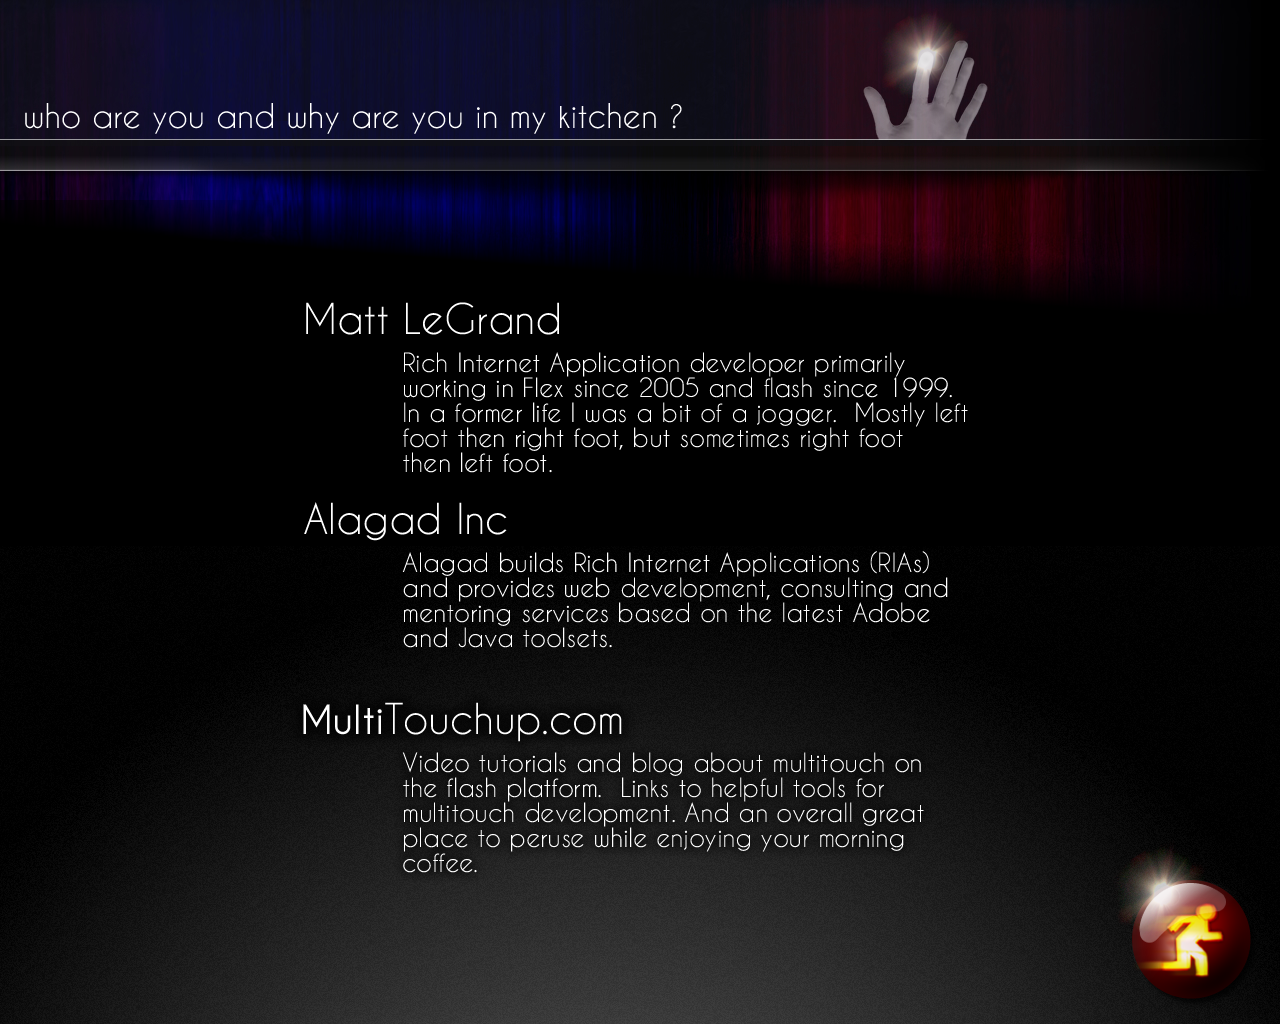 who are you and why are you in my kitchen ?
Matt LeGrand
Rich Internet Application developer primarily
working in Flex since 2005 and flash since 1999.
In a former life I was a bit of a jogger.  Mostly left
foot then right foot, but sometimes right foot
then left foot.
Alagad Inc
Alagad builds Rich Internet Applications (RIAs)
and provides web development, consulting and
mentoring services based on the latest Adobe
and Java toolsets.
MultiTouchup.com
Video tutorials and blog about multitouch on
the flash platform.  Links to helpful tools for
multitouch development. And an overall great
place to peruse while enjoying your morning
coffee.